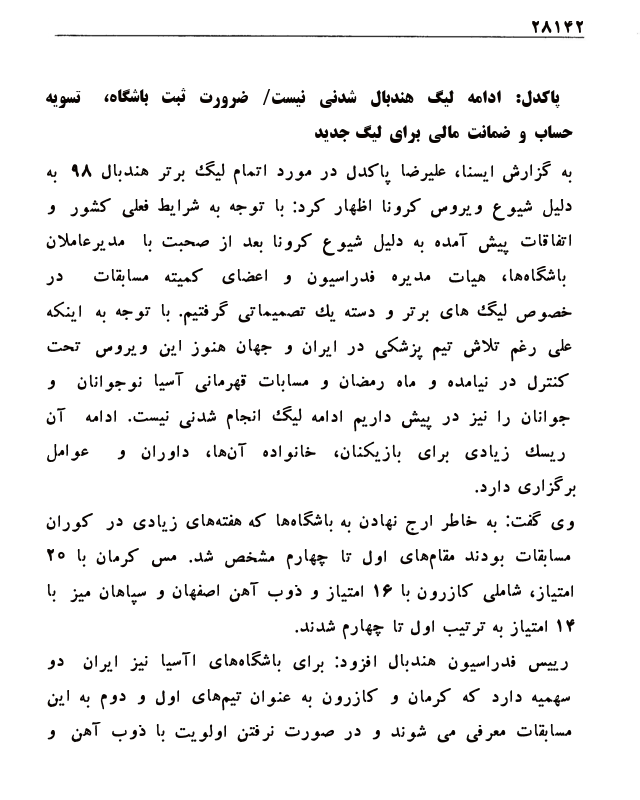 ۲۸۱۴۲
پاکدل: ادامه لیگ هندبال شدنی نیست/ ضرورت ثبت باشگاه، تسویه
حساب و ضمانت مالی برای لیگ جدید
به گزارش ایسنا، علیرضا پاکدل در مورد اتمام لیگ برتر هندبال ۹۸ به
دلیل شیوع ویروس کرونا اظهار کرد: با توجه به شرایط فعلی کشور و
اتفاقات پیش آمده به دلیل شیوع کرونا بعد از صحبت با مدیرعاملان
باشگاه‌ها، هیات مدیره فدراسیون و اعضای کمیته مسابقات در
خصوص لیگ های برتر و دسته یك تصمیماتی گرفتیم. با توجه به اینکه
علی رغم تلاش تیم پزشکی در ایران و جهان هنوز این ویروس تحت
کنترل در نیامده و ماه رمضان و مسابات قهرمانی آسیا نوجوانان و
جوانان را نیز در پیش داریم ادامه لیگ انجام شدنی نیست. ادامه آن
ریسك زیادی برای بازیکنان، خانواده آن‌ها، داوران و عوامل
برگزاری دارد.
وی گفت: به خاطر ارج نهادن به باشگاه‌ها که هفته‌های زیادی در کوران
مسابقات بودند مقام‌های اول تا چهارم مشخص شد. مس کرمان با ۲۵
امتیاز، شاملی کازرون با ۱۶ امتیاز و ذوب آهن اصفهان و سپاهان میز با
۱۴ امتیاز به ترتیب اول تا چهارم شدند.
رییس فدراسیون هندبال افزود: برای باشگاه‌های اآسیا نیز ایران دو
سهمیه دارد که کرمان و کازرون به عنوان تیم‌های اول و دوم به این
مسابقات معرفی می شوند و در صورت نرفتن اولویت با ذوب آهن و